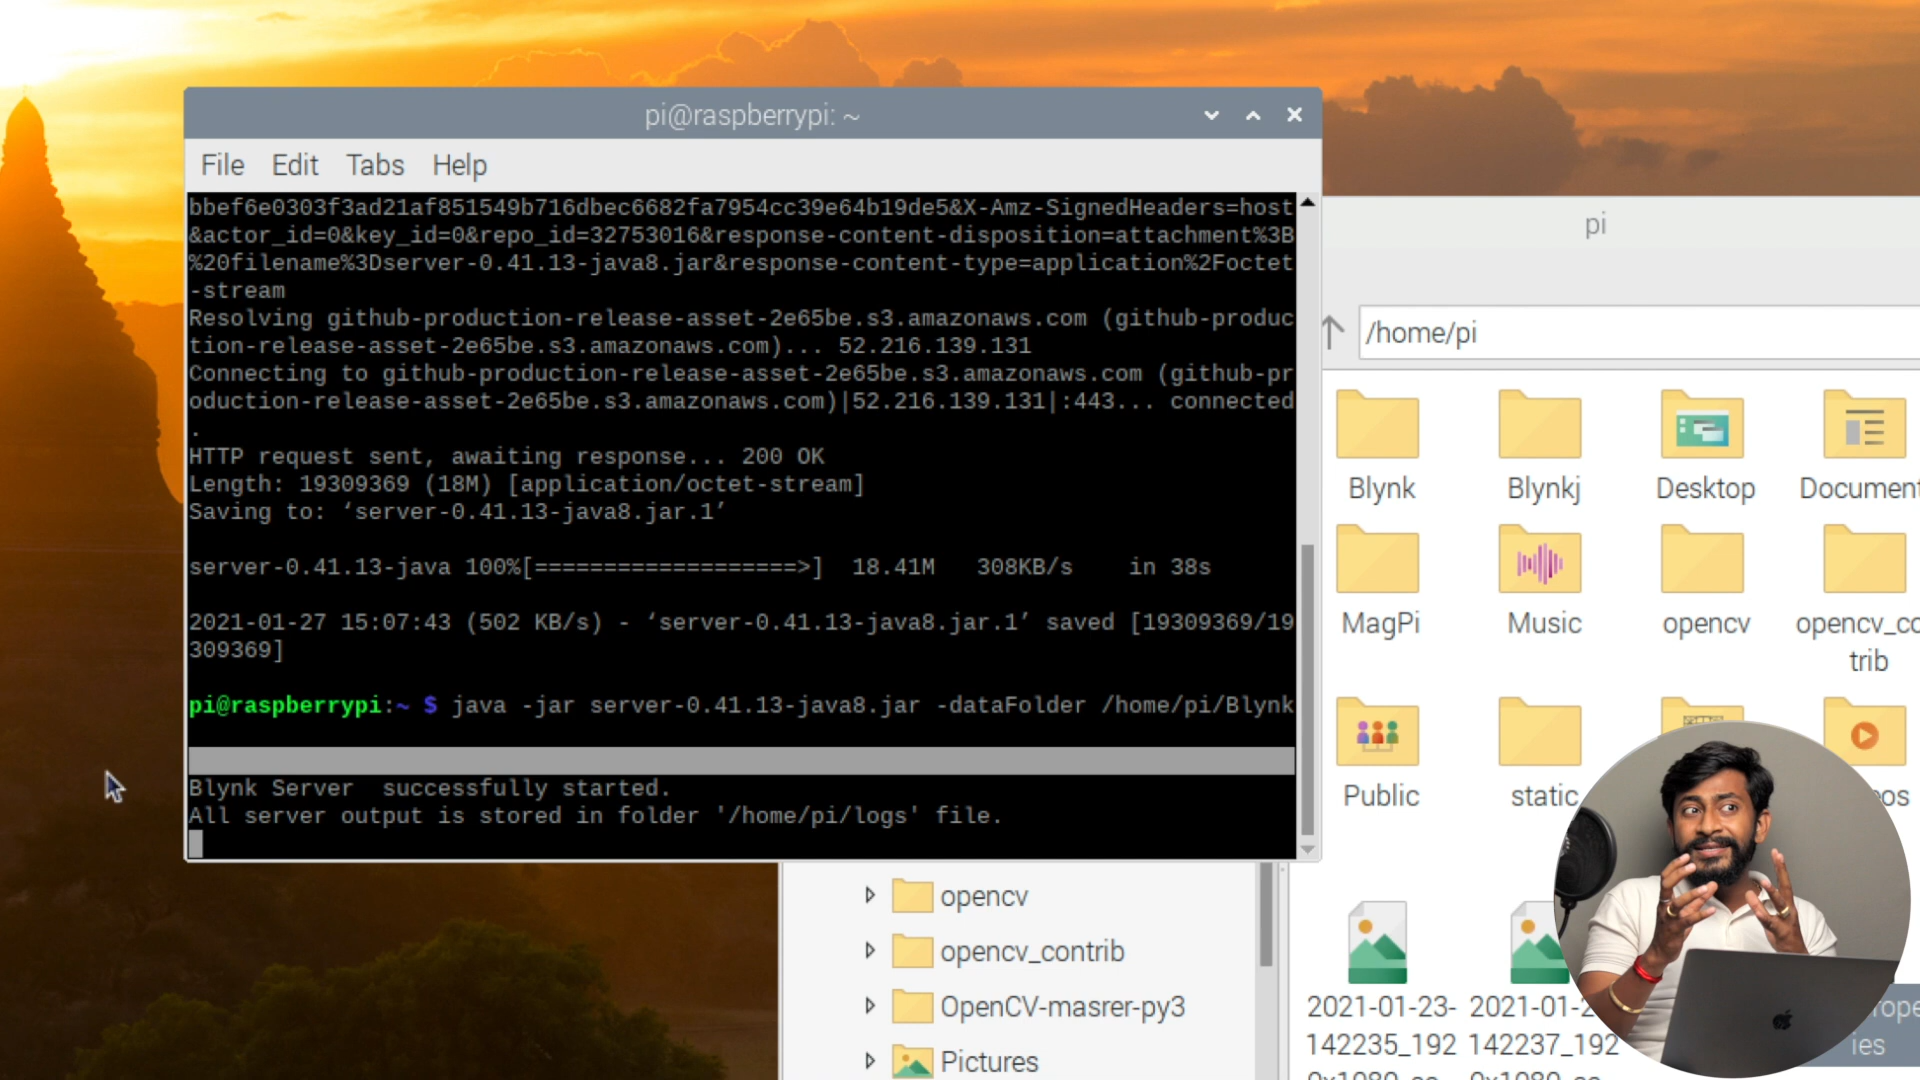 pi@raspberrypi: ~
File Edit Tabs Help
bbef6e0303f3ad21af851549b716dbec6682fa7954cc39e64b19de5&X-Amz-SignedHeaders=host
&actor_id=0&key_id=0&repo_id=32753016&response-content-disposition=attachment%3B
%20filename%3Dserver-0.41.13-java8.jar&response-content-type=application%2Foctet
-stream
Resolving github-production-release-asset-2e65be.s3.amazonaws.com (github-produc
tion-release-asset-2e65be.s3.amazonaws.com)... 52.216.139.131
Connecting to github-production-release-asset-2e65be.s3.amazonaws.com (github-pr
oduction-release-asset-2e65be.s3.amazonaws.com)|52.216.139.131|:443... connected
.
HTTP request sent, awaiting response... 200 OK
Length: 19309369 (18M) [application/octet-stream]
Saving to: ‘server-0.41.13-java8.jar.1’
server-0.41.13-java 100%[===================>] 18.41M 308KB/s in 38s
2021-01-27 15:07:43 (502 KB/s) - ‘server-0.41.13-java8.jar.1’ saved [19309369/19
309369]
pi@raspberrypi:~ $ java -jar server-0.41.13-java8.jar -dataFolder /home/pi/Blynk
Blynk Server successfully started.
All server output is stored in folder '/home/pi/logs' file.
pi
/home/pi
Blynk Blynkj Desktop Document
MagPi Music opencv opencv_co
trib
Public static
opencv
opencv_contrib
OpenCV-masrer-py3
Pictures
2021-01-23- 2021-01-2
142235_192 142237_192
ies